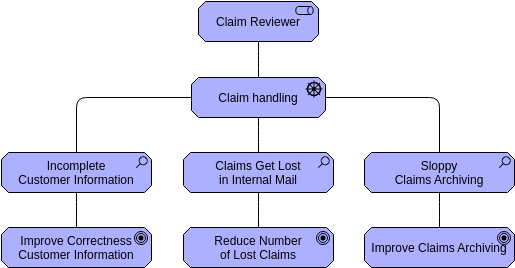 Claim Reviewer
Claim handling
Incomplete
Customer Information
Claims Get Lost
in Internal Mail
Sloppy
Claims Archiving
Improve Correctness
Customer Information
Reduce Number
of Lost Claims
Improve Claims Archiving